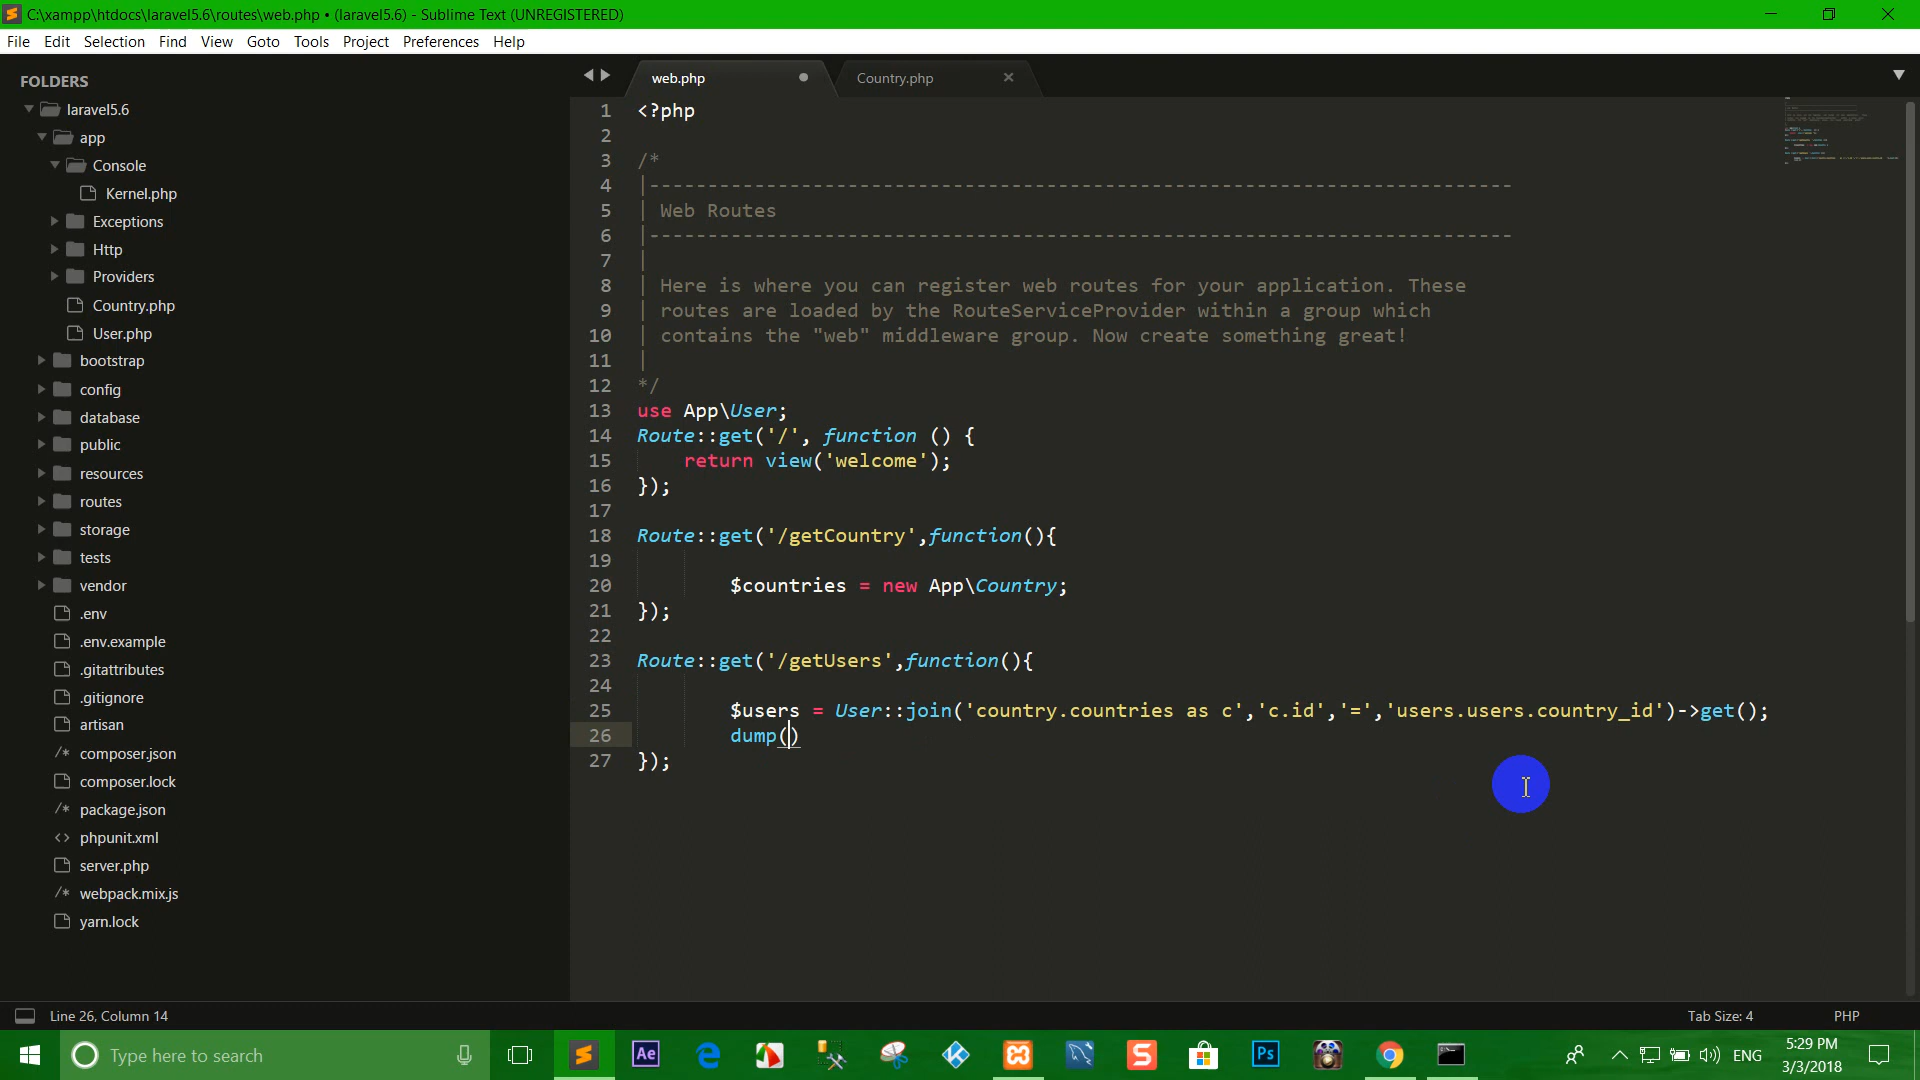 C:\xampp\htdocs\laravel5.6\routes\web.php • (laravel5.6) - Sublime Text (UNREGISTERED)
File Edit Selection Find View Goto Tools Project Preferences Help
FOLDERS
laravel5.6
app
Console
Kernel.php
Exceptions
Http
Providers
Country.php
User.php
bootstrap
config
database
public
resources
routes
storage
tests
vendor
.env
.env.example
.gitattributes
.gitignore
artisan
composer.json
composer.lock
/* package.json
<> phpunit.xml
server.php
/* webpack.mix.js
yarn.lock
web.php Country.php
1 <?php
2
3 /*
4 |--------------------------------------------------------------------------
5 | Web Routes
6 |--------------------------------------------------------------------------
7 |
8 | Here is where you can register web routes for your application. These
9 | routes are loaded by the RouteServiceProvider within a group which
10 | contains the "web" middleware group. Now create something great!
11 |
12 */
13 use App\User;
14 Route::get('/', function () {
15     return view('welcome');
16 });
17
18 Route::get('/getCountry',function(){
19
20         $countries = new App\Country;
21 });
22
23 Route::get('/getUsers',function(){
24
25         $users = User::join('country.countries as c','c.id','=','users.users.country_id')->get();
26         dump()
27 });
Line 26, Column 14 Tab Size: 4 PHP
Type here to search
Ae
S
Ps
ENG
5:29 PM
3/3/2018